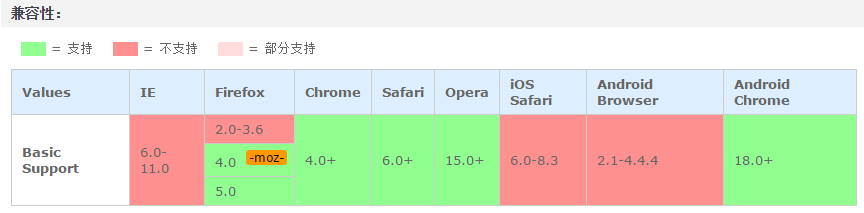 兼容性：
= 支持 = 不支持 = 部分支持
Values IE Firefox Chrome Safari Opera iOS Safari Android Browser Android Chrome
Basic Support 6.0-11.0 2.0-3.6 4.0+ 6.0+ 15.0+ 6.0-8.3 2.1-4.4.4 18.0+
4.0 -moz-
5.0